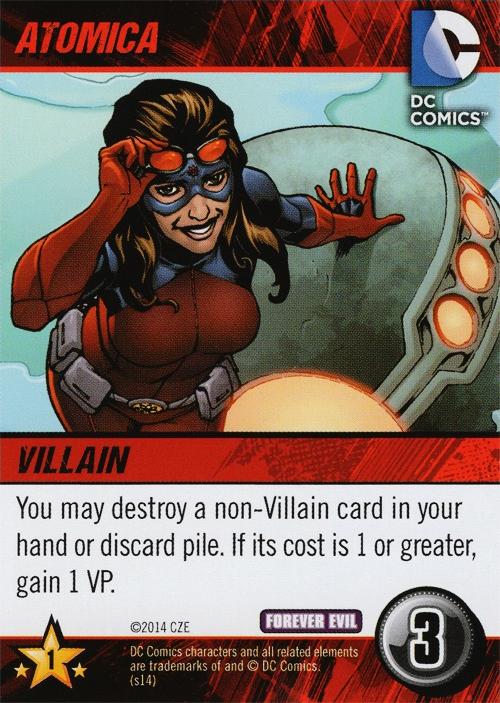 ATOMICA
DC
COMICS™
VILLAIN
You may destroy a non-Villain card in your
hand or discard pile. If its cost is 1 or greater,
gain 1 VP.
©2014 CZE
FOREVER EVIL
1
DC Comics characters and all related elements
are trademarks of and © DC Comics.
(s14)
3